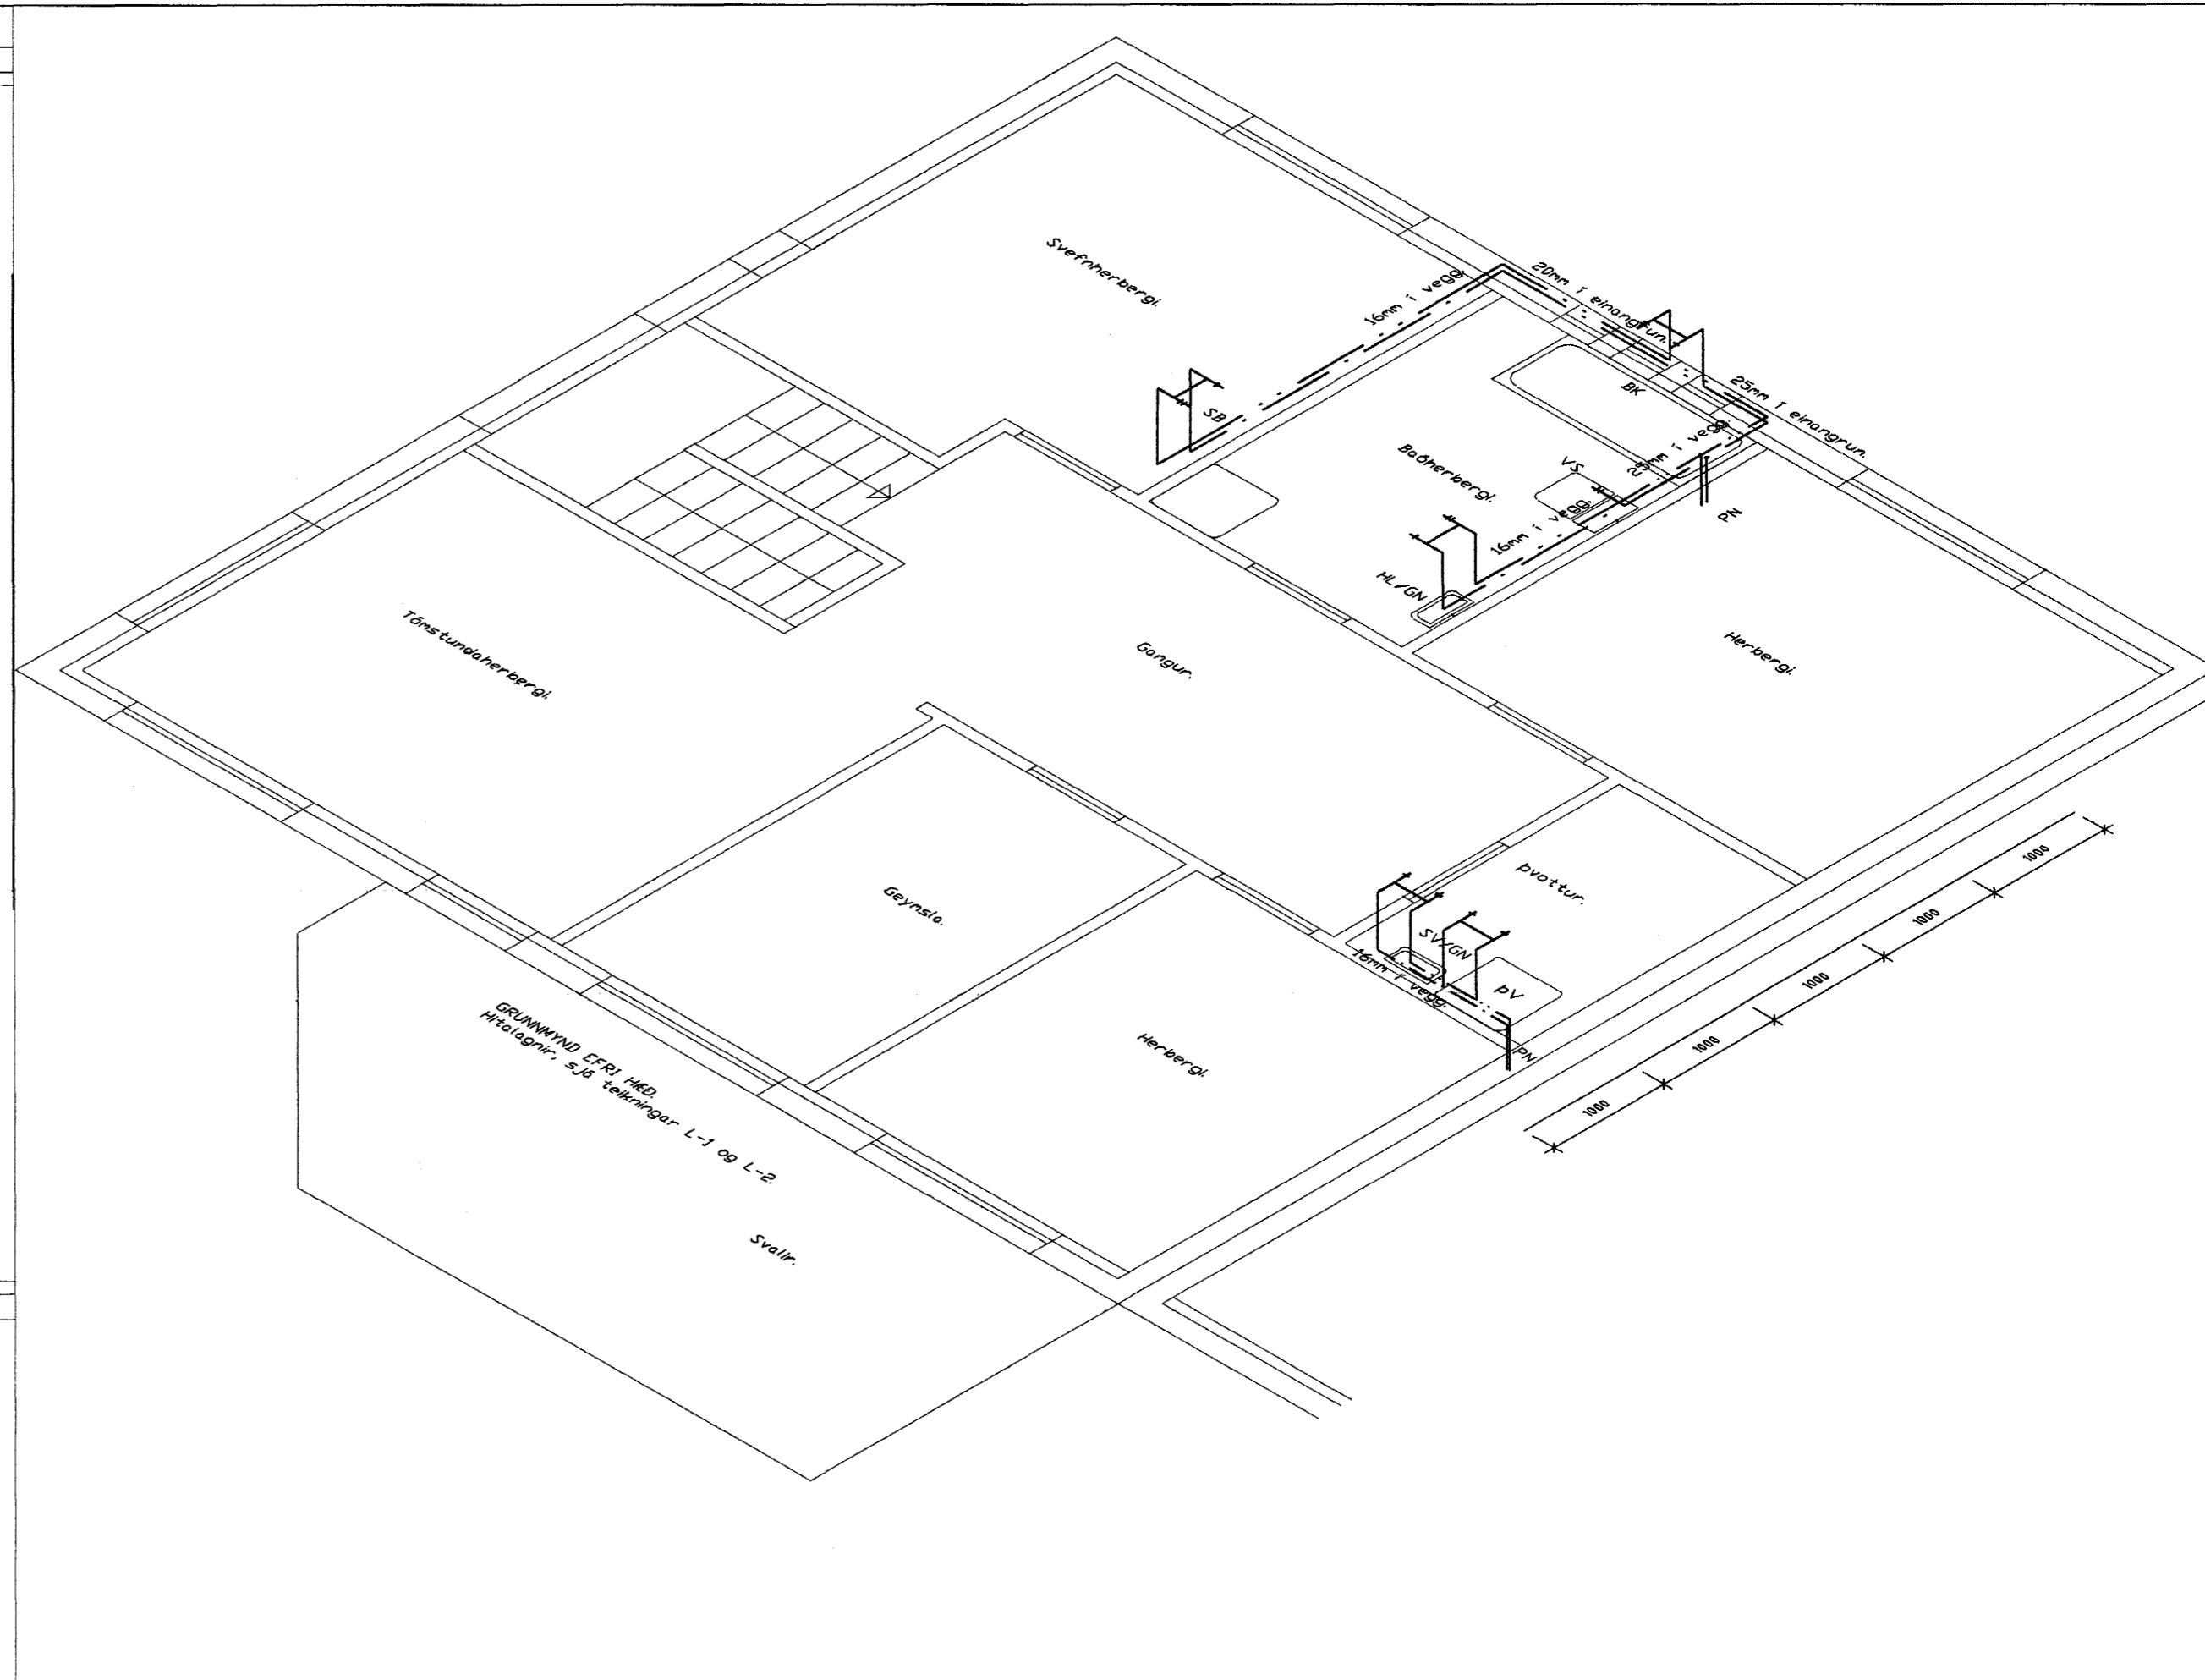 Svefnherbergi.
16mm í vegg.
20mm í einangrun.
25mm í einangrun.
BK
SB
Baðherbergi.
VS
25mm í vegg.
16mm í vegg.
PN
HL/GN
Tómstundaherbergi.
Gangur.
Herbergi.
Geymsla.
Þvottur.
SV/GN
16mm í vegg.
ÞV
PN
Herbergi.
1000
1000
1000
1000
1000
GRUNNMYND EFRI HÆÐ.
Hitalagnir, sjá teikningar L-1 og L-2.
Svalir.